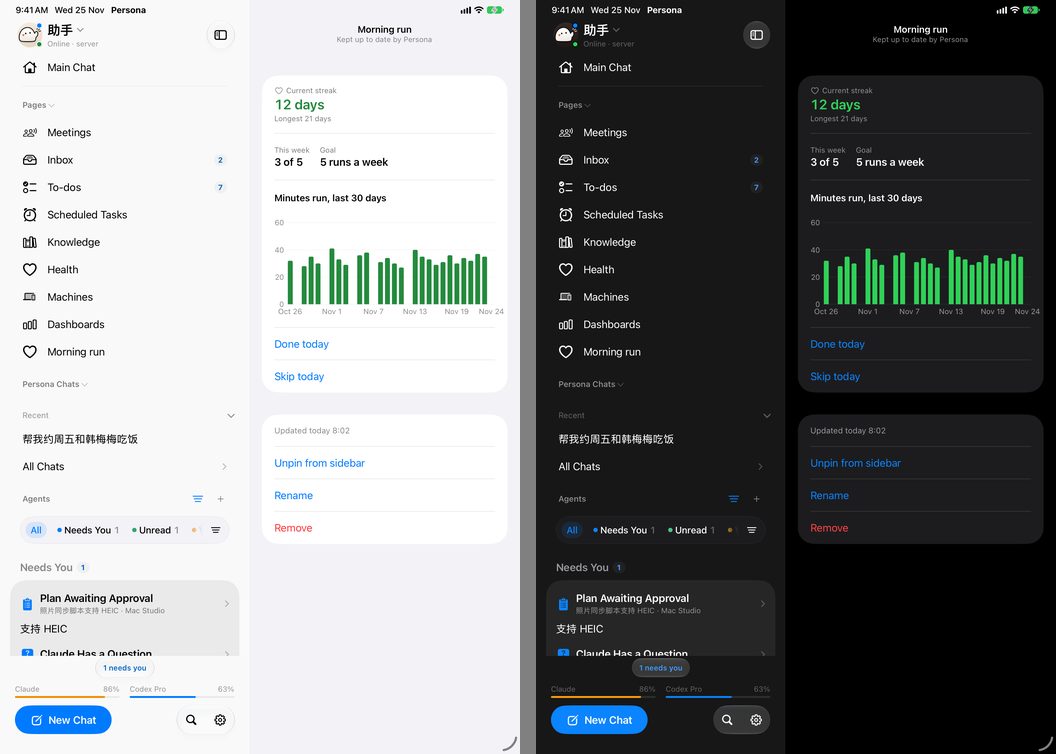 9:41 AM Wed 25 Nov Persona
助手
Online · server
Main Chat
Pages
Meetings
Inbox 2
To-dos 7
Scheduled Tasks
Knowledge
Health
Machines
Dashboards
Morning run
Persona Chats
Recent
帮我约周五和韩梅梅吃饭
All Chats
Agents
All Needs You 1 Unread 1
Needs You 1
Plan Awaiting Approval
照片同步脚本支持 HEIC · Mac Studio
支持 HEIC
Claude Has a Question
1 needs you
Claude 86% Codex Pro 63%
New Chat
Morning run
Kept up to date by Persona
Current streak
12 days
Longest 21 days
This week Goal
3 of 5 5 runs a week
Minutes run, last 30 days
60
40
20
0
Oct 26 Nov 1 Nov 7 Nov 13 Nov 19 Nov 24
Done today
Skip today
Updated today 8:02
Unpin from sidebar
Rename
Remove
9:41 AM Wed 25 Nov Persona
助手
Online · server
Main Chat
Pages
Meetings
Inbox 2
To-dos 7
Scheduled Tasks
Knowledge
Health
Machines
Dashboards
Morning run
Persona Chats
Recent
帮我约周五和韩梅梅吃饭
All Chats
Agents
All Needs You 1 Unread 1
Needs You 1
Plan Awaiting Approval
照片同步脚本支持 HEIC · Mac Studio
支持 HEIC
Claude Has a Question
1 needs you
Claude 86% Codex Pro 63%
New Chat
Morning run
Kept up to date by Persona
Current streak
12 days
Longest 21 days
This week Goal
3 of 5 5 runs a week
Minutes run, last 30 days
60
40
20
0
Oct 26 Nov 1 Nov 7 Nov 13 Nov 19 Nov 24
Done today
Skip today
Updated today 8:02
Unpin from sidebar
Rename
Remove